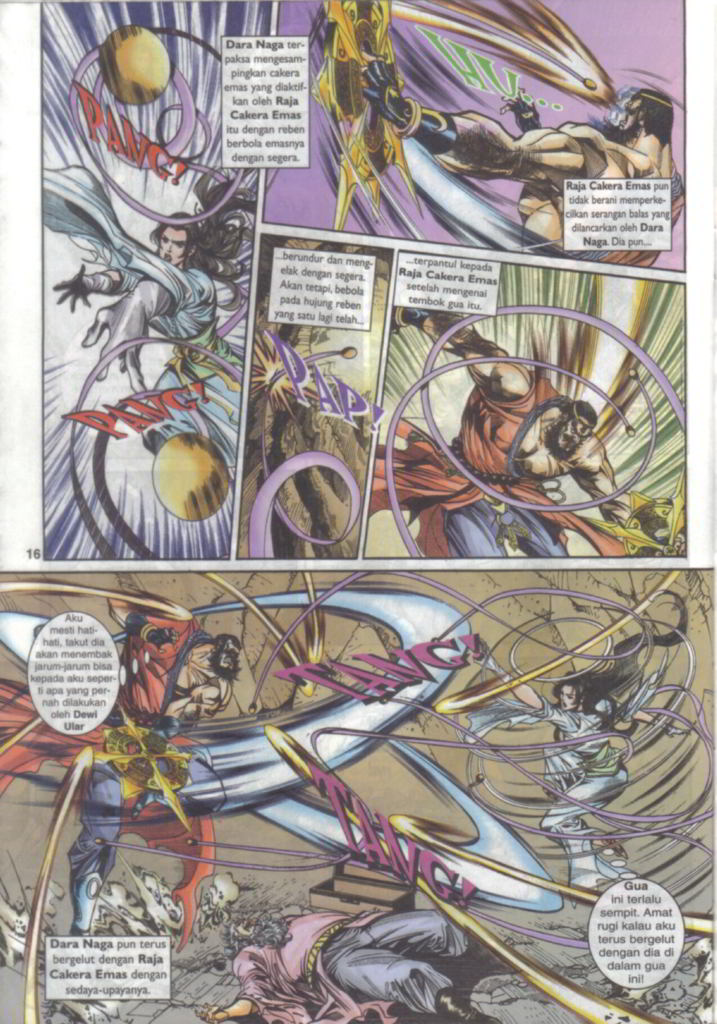 Dara Naga ter-
paksa mengesam-
pingkan cakera
emas yang diaktif-
kan oleh Raja
Cakera Emas
itu dengan reben
berbola emasnya
dengan segera.
PANG!
PANG!
HU...
Raja Cakera Emas pun
tidak berani memperke-
cilkan serangan balas yang
dilancarkan oleh Dara
Naga. Dia pun....
...berundur dan meng-
elak dengan segera.
Akan tetapi, bebola
pada hujung reben
yang satu lagi telah...
PAP!
...terpantul kepada
Raja Cakera Emas
setelah mengenai
tembok gua itu.
16
Aku
mesti hati-
hati, takut dia
akan menembak
jarum-jarum bisa
kepada aku seper-
ti apa yang per-
nah dilakukan
oleh Dewi
Ular
TANG!
TANG!
Gua
ini terlalu
sempit. Amat
rugi kalau aku
terus bergelut
dengan dia di
dalam gua
ini!
Dara Naga pun terus
bergelut dengan Raja
Cakera Emas dengan
sedaya-upayanya.